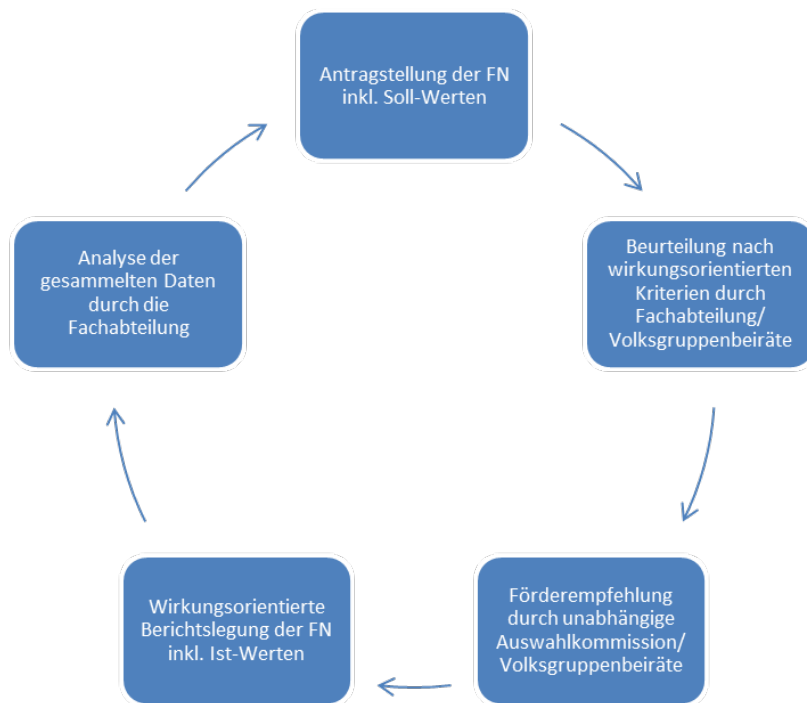 Antragstellung der FN
inkl. Soll-Werten
Beurteilung nach
wirkungsorientierten
Kriterien durch
Fachabteilung/
Volksgruppenbeiräte
Förderempfehlung
durch unabhängige
Auswahlkommission/
Volksgruppenbeiräte
Wirkungsorientierte
Berichtslegung der FN
inkl. Ist-Werten
Analyse der
gesammelten Daten
durch die
Fachabteilung